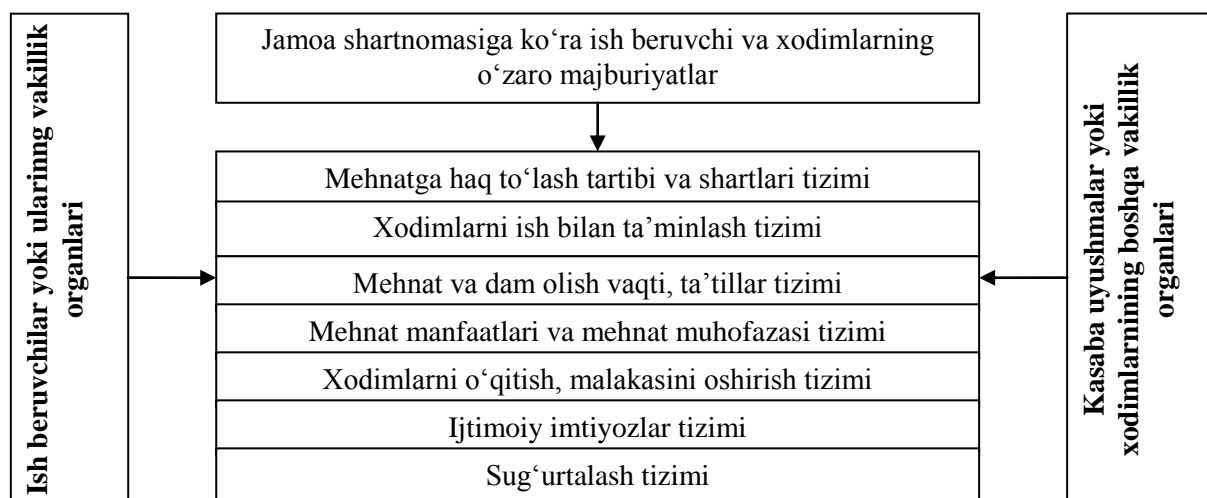 Ish beruvchilar yoki ularinng vakillik
organlari
Jamoa shartnomasiga ko‘ra ish beruvchi va xodimlarning
o‘zaro majburiyatlar
Mehnatga haq to‘lash tartibi va shartlari tizimi
Xodimlarni ish bilan ta’minlash tizimi
Mehnat va dam olish vaqti, ta’tillar tizimi
Mehnat manfaatlari va mehnat muhofazasi tizimi
Xodimlarni o‘qitish, malakasini oshirish tizimi
Ijtimoiy imtiyozlar tizimi
Sug‘urtalash tizimi
Kasaba uyushmalar yoki
xodimlarnining boshqa vakillik
organlari